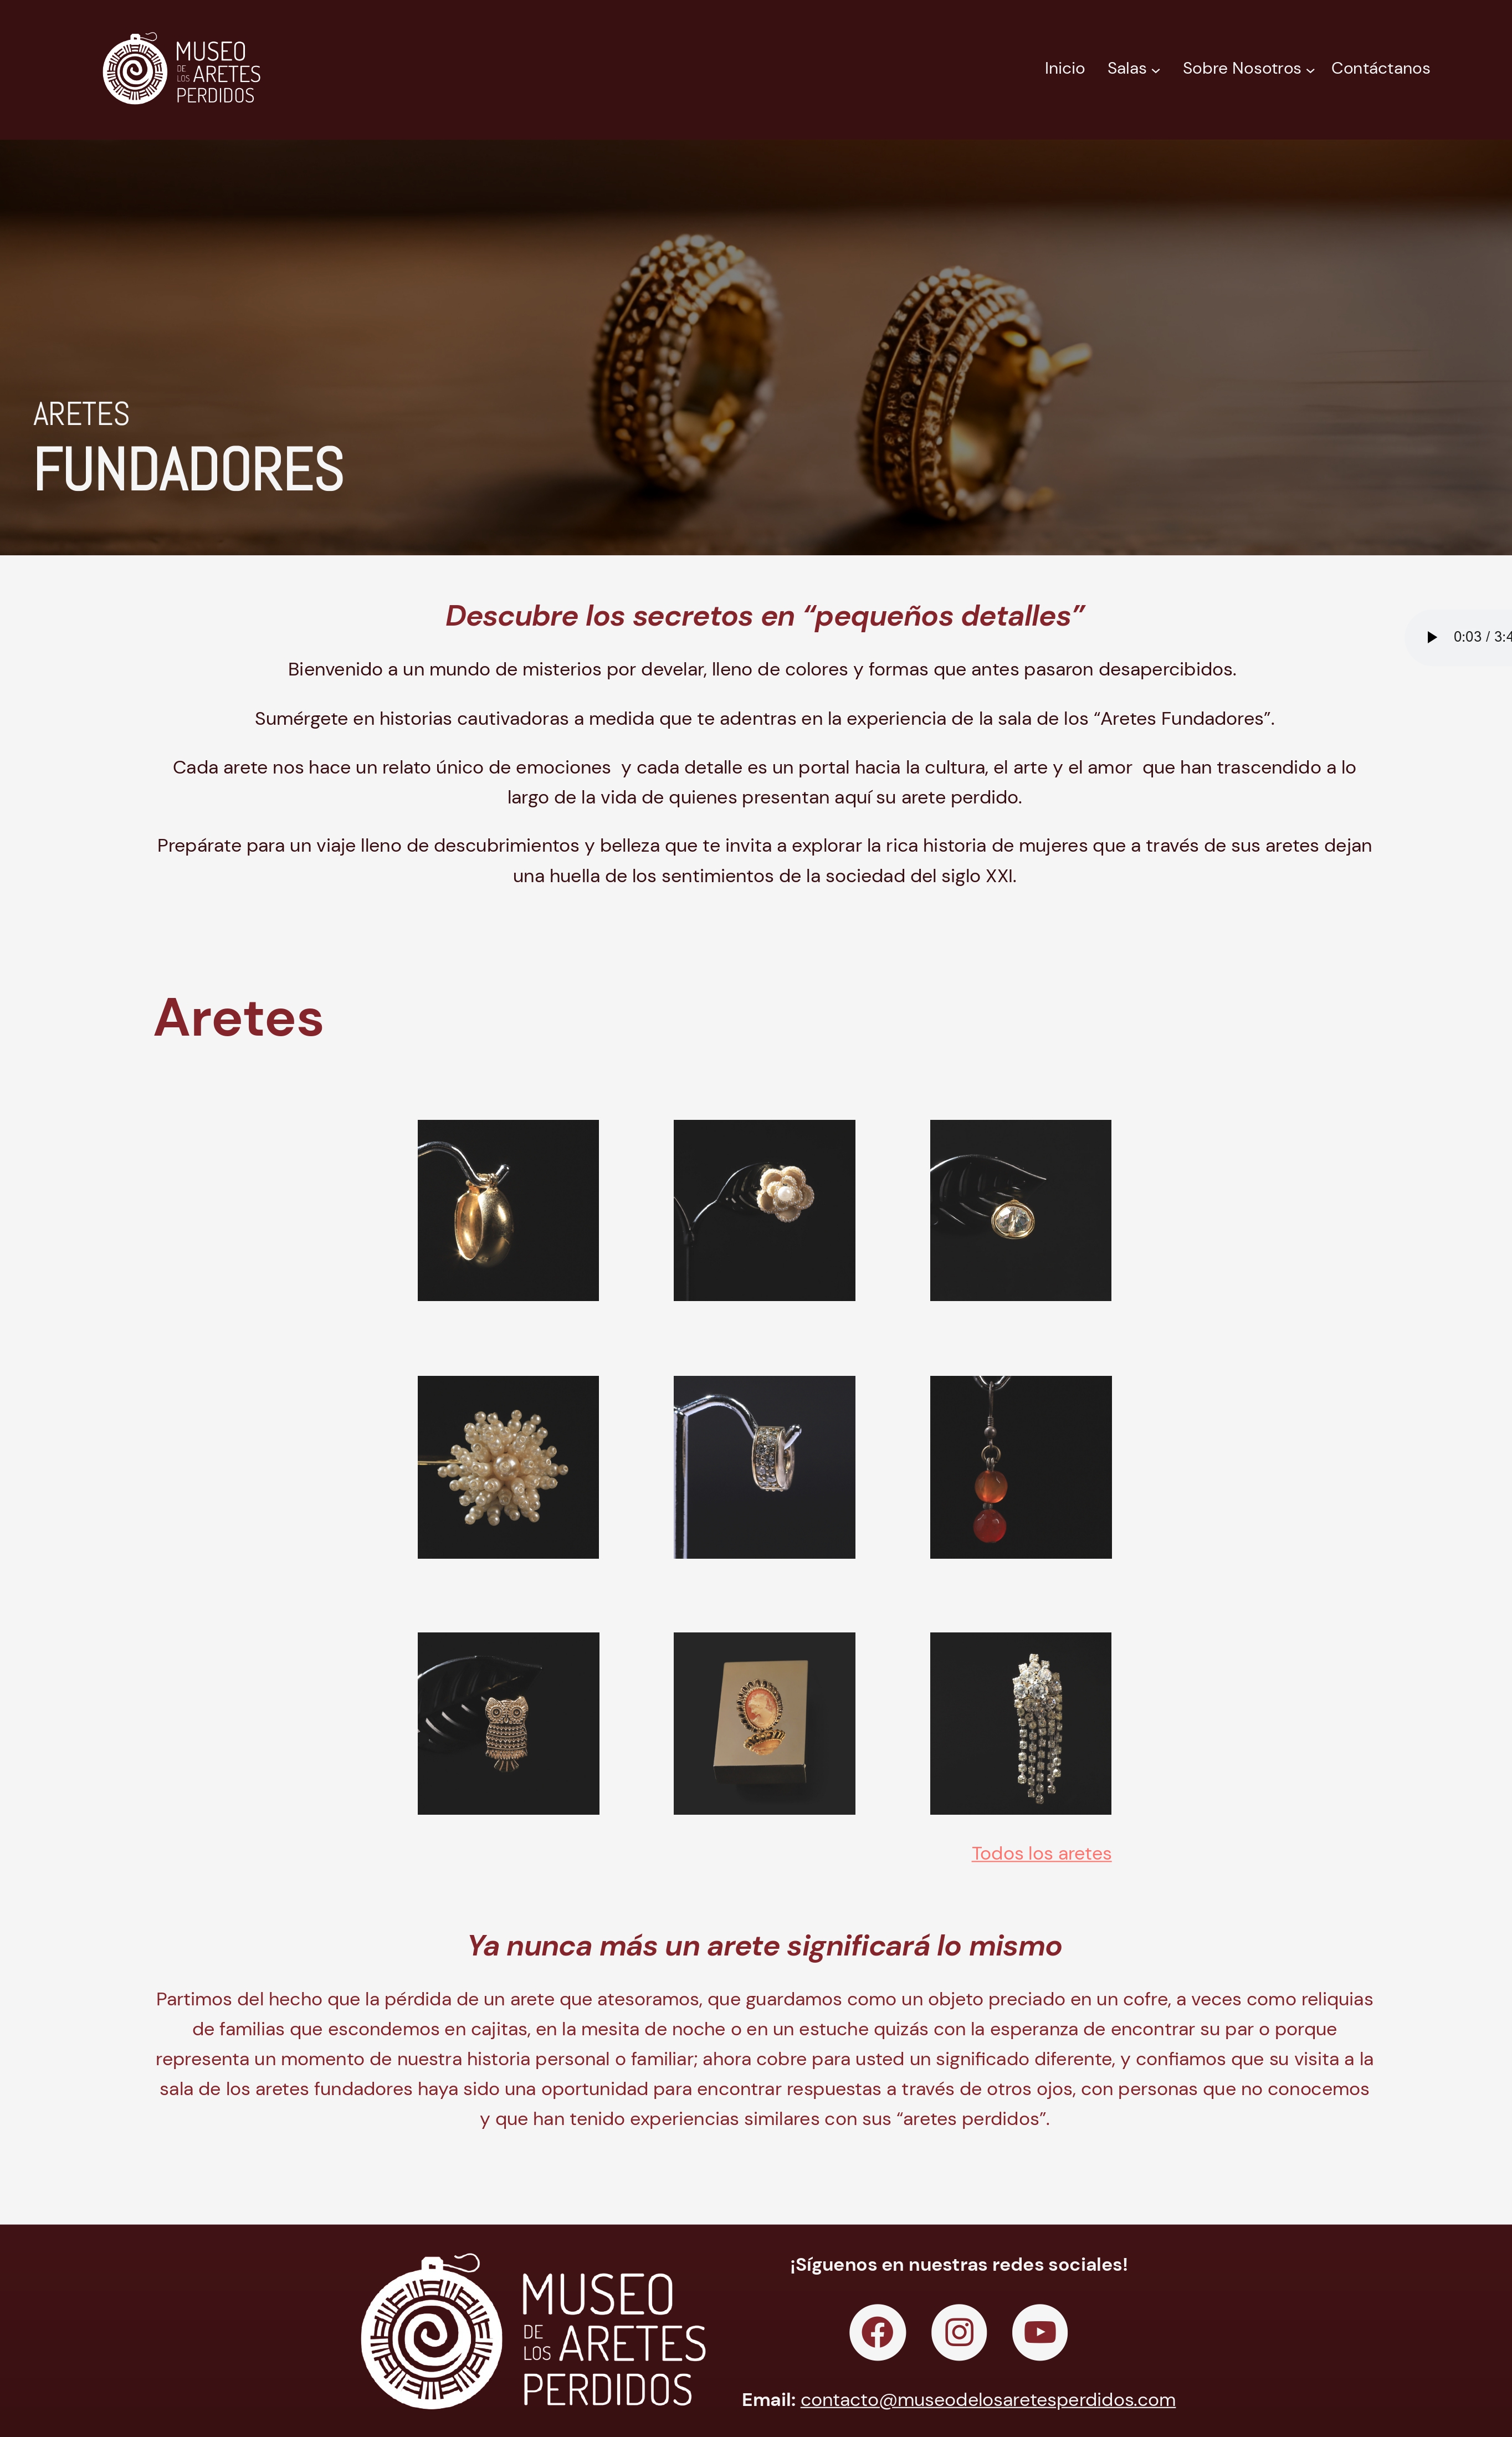 MUSEO
DE
LOS ARETES
PERDIDOS
Inicio Salas Sobre Nosotros Contáctanos
ARETES
FUNDADORES
Descubre los secretos en “pequeños detalles”
0:03 / 3:4
Bienvenido a un mundo de misterios por develar, lleno de colores y formas que antes pasaron desapercibidos.
Sumérgete en historias cautivadoras a medida que te adentras en la experiencia de la sala de los “Aretes Fundadores”.
Cada arete nos hace un relato único de emociones  y cada detalle es un portal hacia la cultura, el arte y el amor  que han trascendido a lo
largo de la vida de quienes presentan aquí su arete perdido.
Prepárate para un viaje lleno de descubrimientos y belleza que te invita a explorar la rica historia de mujeres que a través de sus aretes dejan
una huella de los sentimientos de la sociedad del siglo XXI.
Aretes
Todos los aretes
Ya nunca más un arete significará lo mismo
Partimos del hecho que la pérdida de un arete que atesoramos, que guardamos como un objeto preciado en un cofre, a veces como reliquias
de familias que escondemos en cajitas, en la mesita de noche o en un estuche quizás con la esperanza de encontrar su par o porque
representa un momento de nuestra historia personal o familiar; ahora cobre para usted un significado diferente, y confiamos que su visita a la
sala de los aretes fundadores haya sido una oportunidad para encontrar respuestas a través de otros ojos, con personas que no conocemos
y que han tenido experiencias similares con sus “aretes perdidos”.
MUSEO
DE
LOS ARETES
PERDIDOS
¡Síguenos en nuestras redes sociales!
Email: contacto@museodelosaretesperdidos.com